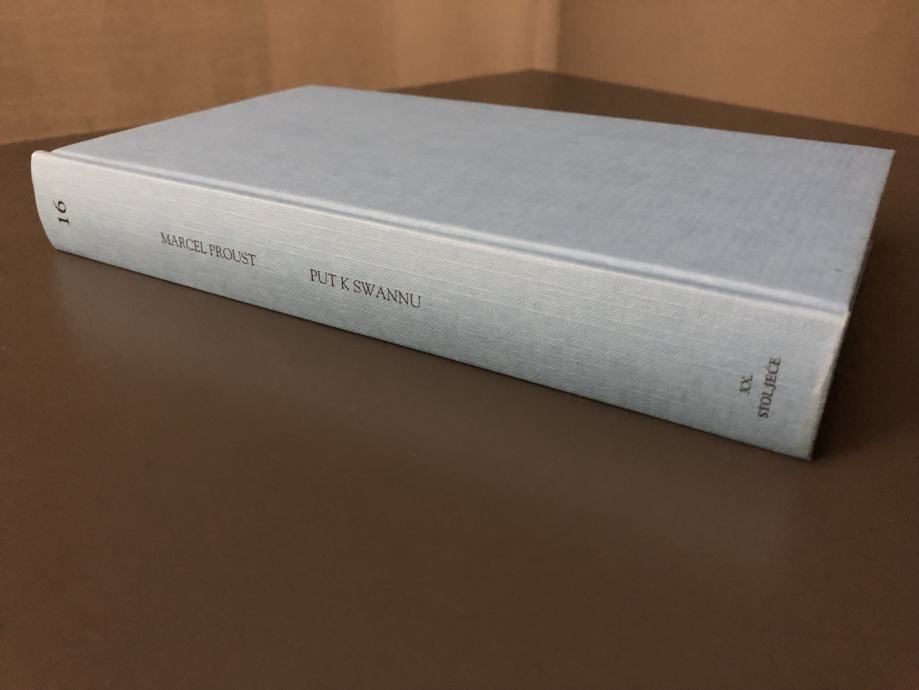 16
MARCEL PROUST
PUT K SWANNU
XX.
STOLJEĆE